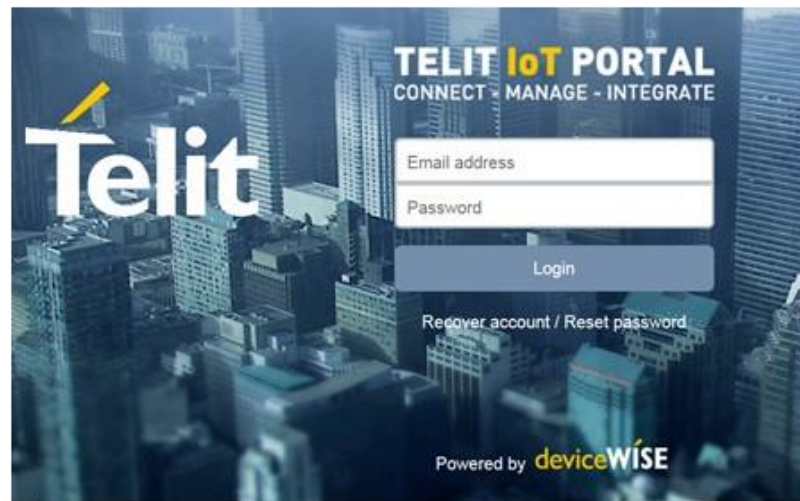 Telit
TELIT IoT PORTAL
CONNECT - MANAGE - INTEGRATE
Email address
Password
Login
Recover account / Reset password
Powered by deviceWISE